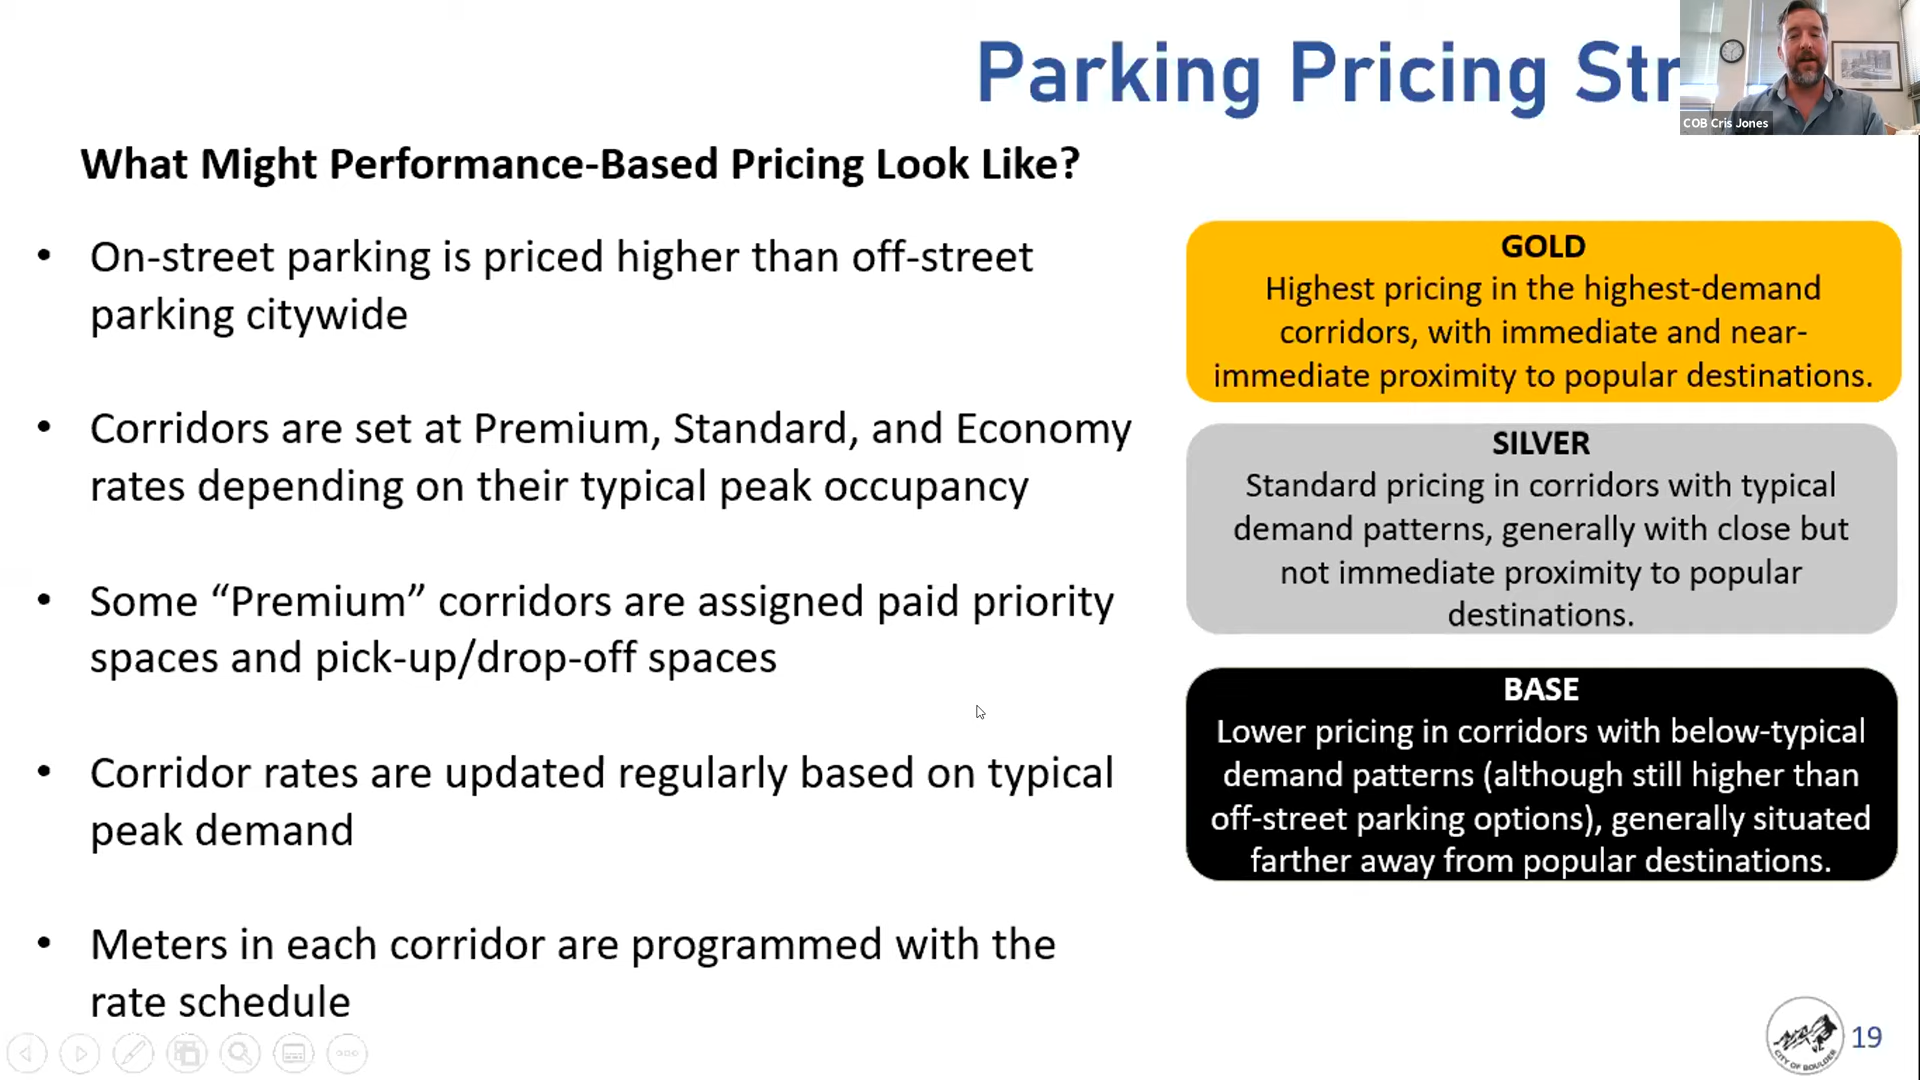 Parking Pricing Str
COB Cris Jones
What Might Performance-Based Pricing Look Like?
• On-street parking is priced higher than off-street
parking citywide
• Corridors are set at Premium, Standard, and Economy
rates depending on their typical peak occupancy
• Some “Premium” corridors are assigned paid priority
spaces and pick-up/drop-off spaces
• Corridor rates are updated regularly based on typical
peak demand
• Meters in each corridor are programmed with the
rate schedule
GOLD
Highest pricing in the highest-demand
corridors, with immediate and near-
immediate proximity to popular destinations.
SILVER
Standard pricing in corridors with typical
demand patterns, generally with close but
not immediate proximity to popular
destinations.
BASE
Lower pricing in corridors with below-typical
demand patterns (although still higher than
off-street parking options), generally situated
farther away from popular destinations.
CITY OF BOULDER
19